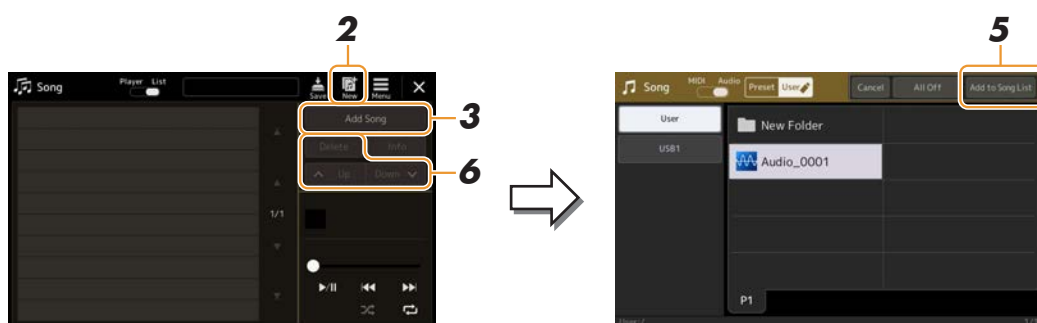 2
5
Song
Player List
Save
New
Menu
Add Song
3
Delete
Info
Up
Down
6
1/1
Song
MIDI Audio
Preset
User
Cancel
All Off
Add to Song List
User
USB1
New Folder
Audio_0001
P1
User:/